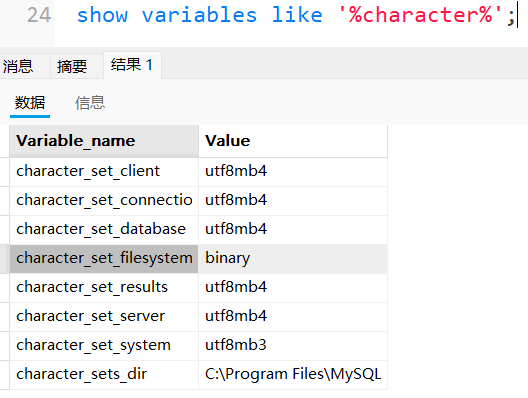 24 show variables like '%character%';
消息 摘要 结果 1
数据 信息
Variable_name Value
character_set_client utf8mb4
character_set_connectio utf8mb4
character_set_database utf8mb4
character_set_filesystem binary
character_set_results utf8mb4
character_set_server utf8mb4
character_set_system utf8mb3
character_sets_dir C:\Program Files\MySQL